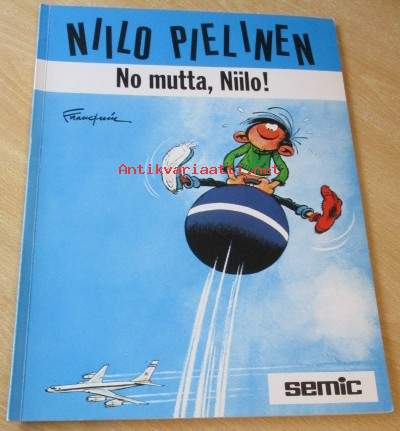 NIILO PIELINEN
No mutta, Niilo!
Franquin
Antikvariaatti.net
semic